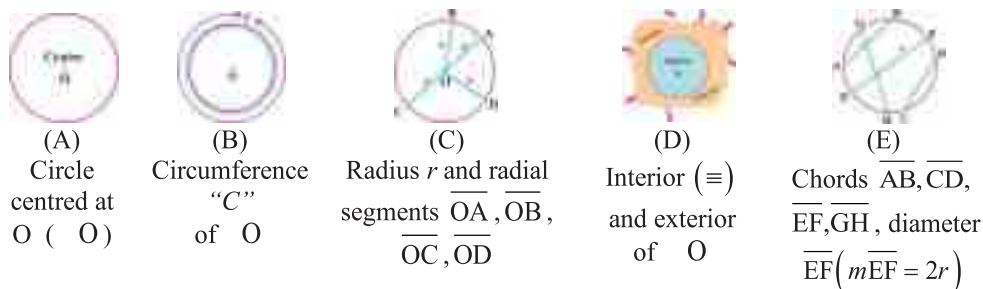 Centre
O
(A)
Circle
centred at
O ( O)
(B)
Circumference
"C"
of O
(C)
Radius r and radial
segments OA , OB ,
OC , OD
(D)
Interior (≡)
and exterior
of O
(E)
Chords AB, CD,
EF, GH , diameter
EF(mEF = 2r)